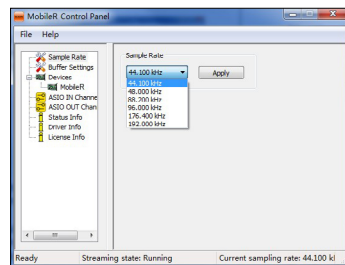 MobileR Control Panel
File Help
Sample Rate
Buffer Settings
Devices
MobileR
ASIO IN Channe
ASIO OUT Chan
Status Info
Driver Info
License Info
Sample Rate
44.100 kHz
Apply
44.100 kHz
48.000 kHz
88.200 kHz
96.000 kHz
176.400 kHz
192.000 kHz
Ready Streaming state: Running Current sampling rate: 44.100 kl